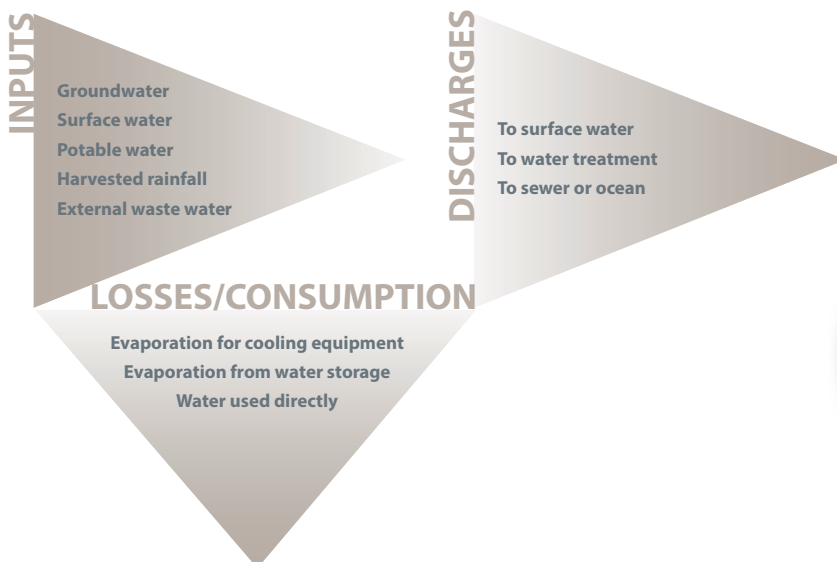 INPUTS
Groundwater
Surface water
Potable water
Harvested rainfall
External waste water
DISCHARGES
To surface water
To water treatment
To sewer or ocean
LOSSES/CONSUMPTION
Evaporation for cooling equipment
Evaporation from water storage
Water used directly